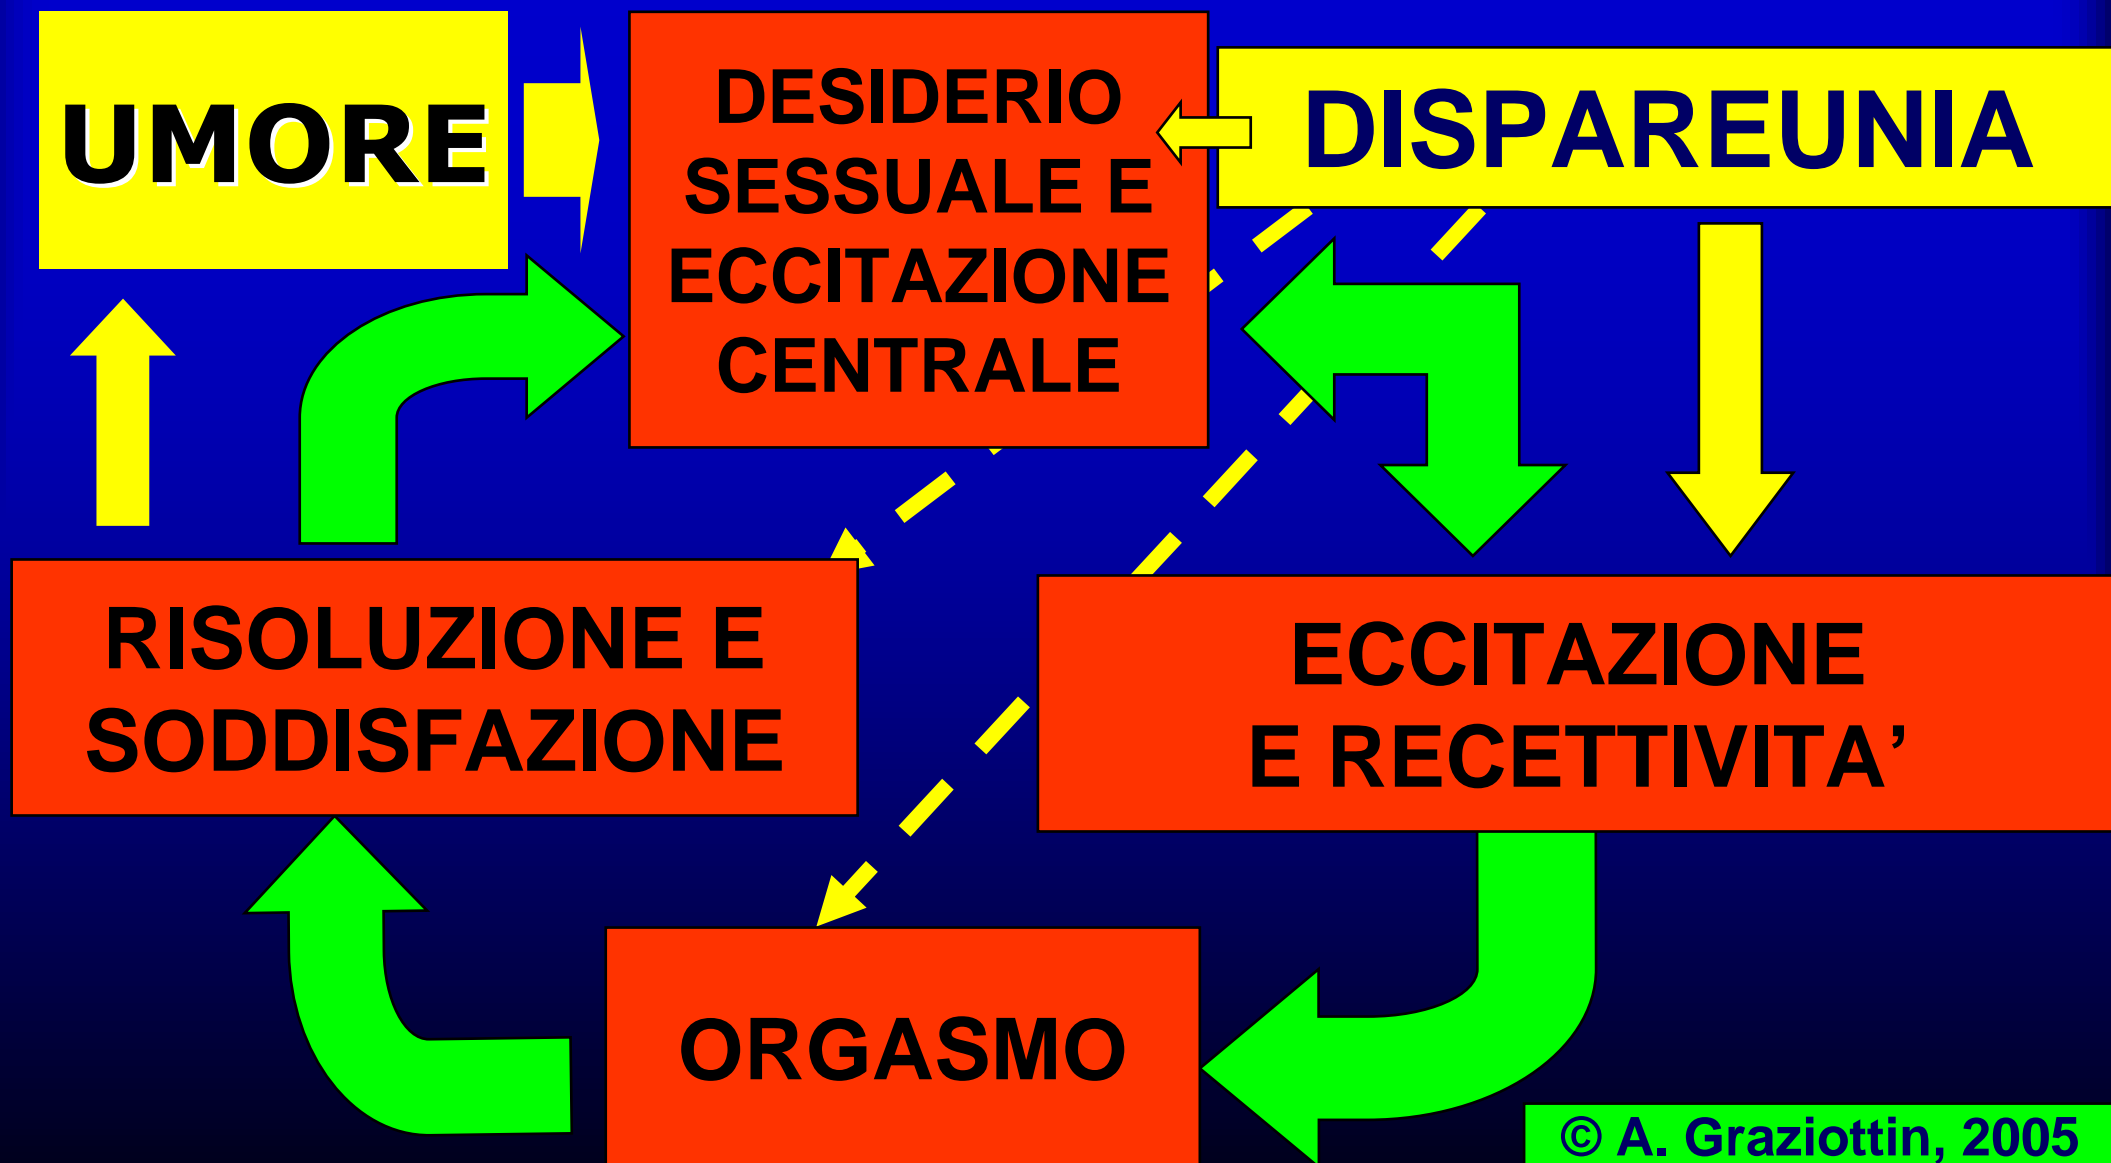 UMORE
DESIDERIO
SESSUALE E
ECCITAZIONE
CENTRALE
DISPAREUNIA
RISOLUZIONE E
SODDISFAZIONE
ECCITAZIONE
E RECETTIVITA’
ORGASMO
© A. Graziottin, 2005